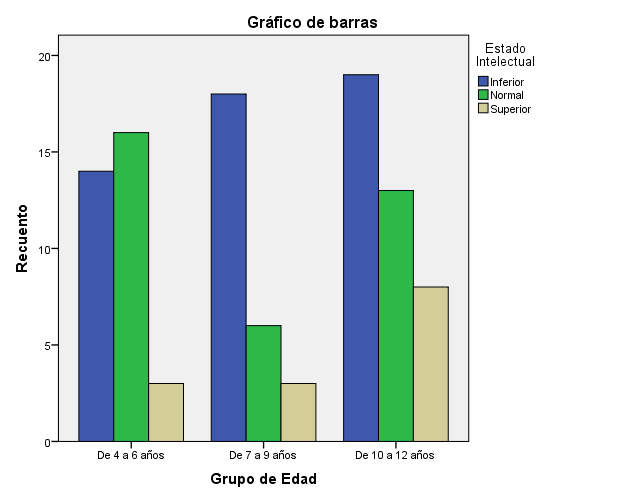 Gráfico de barras
Estado
Intelectual
Inferior
Normal
Superior
Recuento
20
15
10
5
0
De 4 a 6 años
De 7 a 9 años
De 10 a 12 años
Grupo de Edad